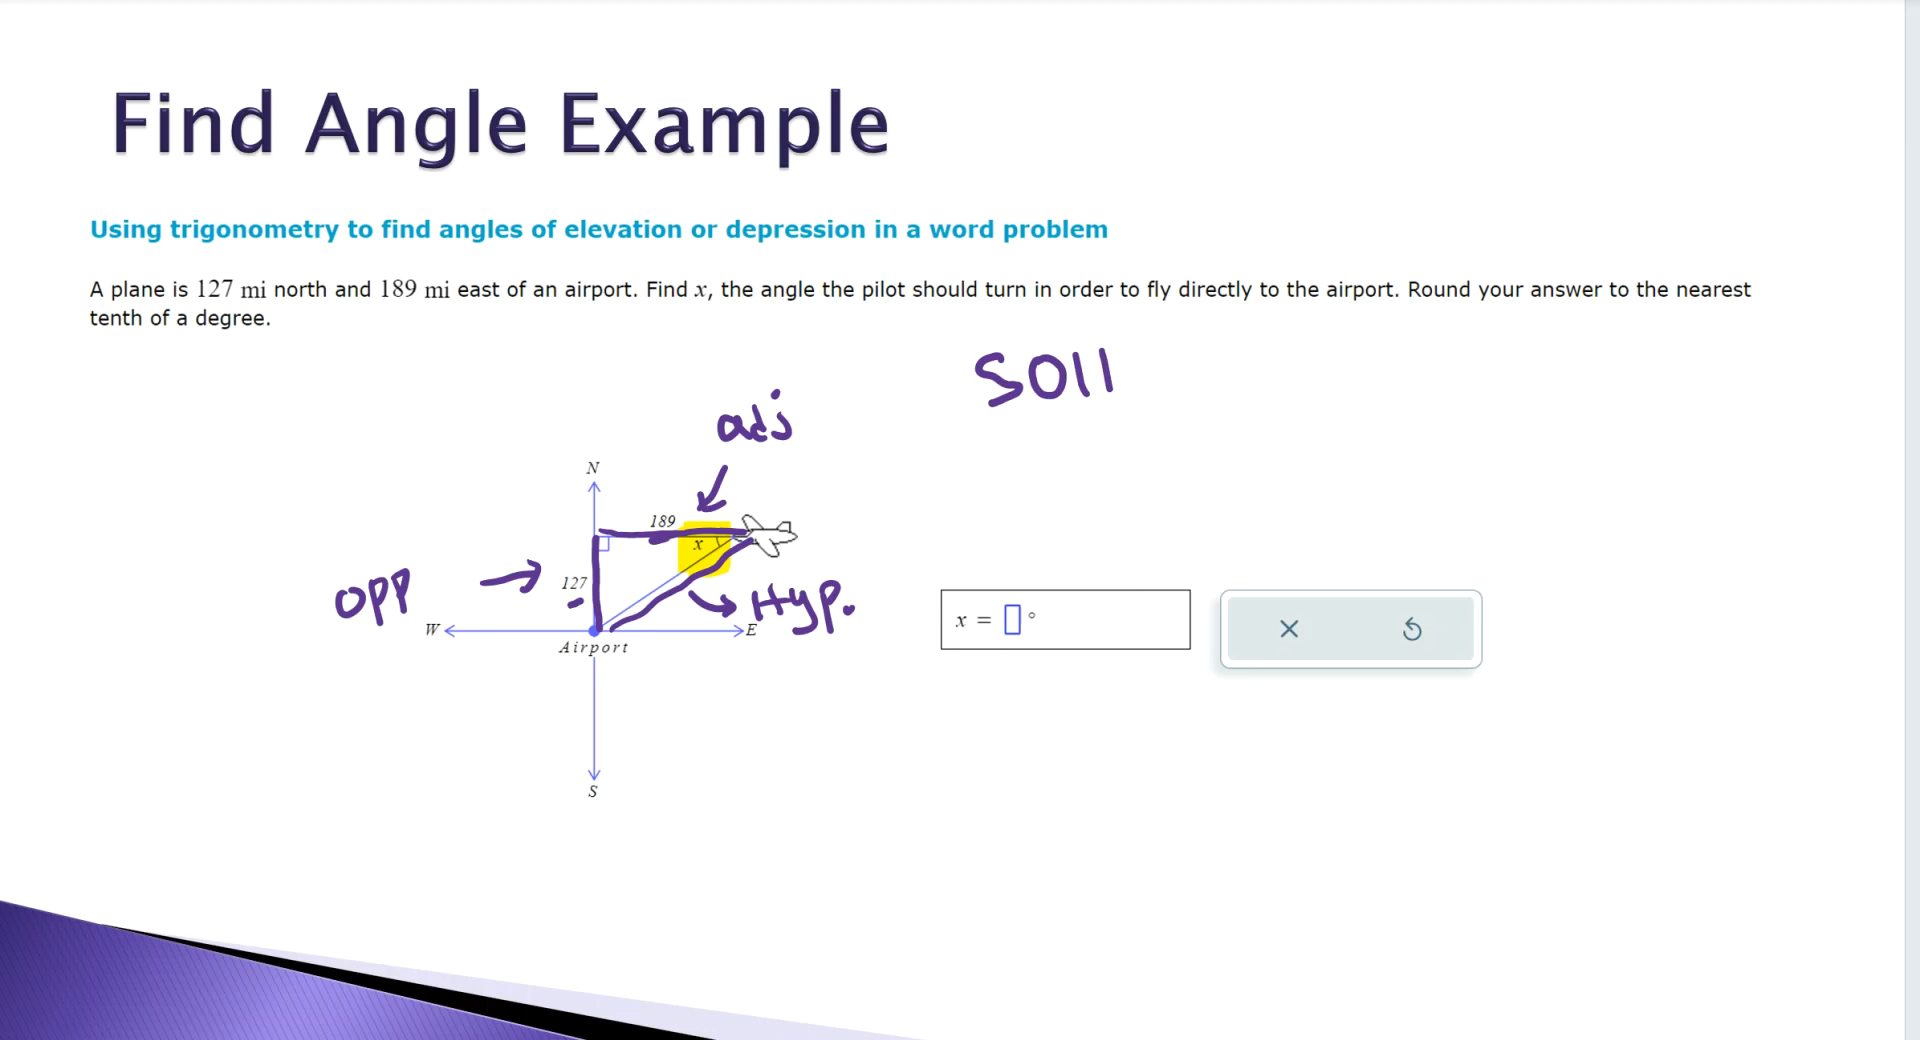 Find Angle Example
Using trigonometry to find angles of elevation or depression in a word problem
A plane is 127 mi north and 189 mi east of an airport. Find x, the angle the pilot should turn in order to fly directly to the airport. Round your answer to the nearest
tenth of a degree.
adj
N
189
x
127
opp
Hyp.
W
E
Airport
S
x = °